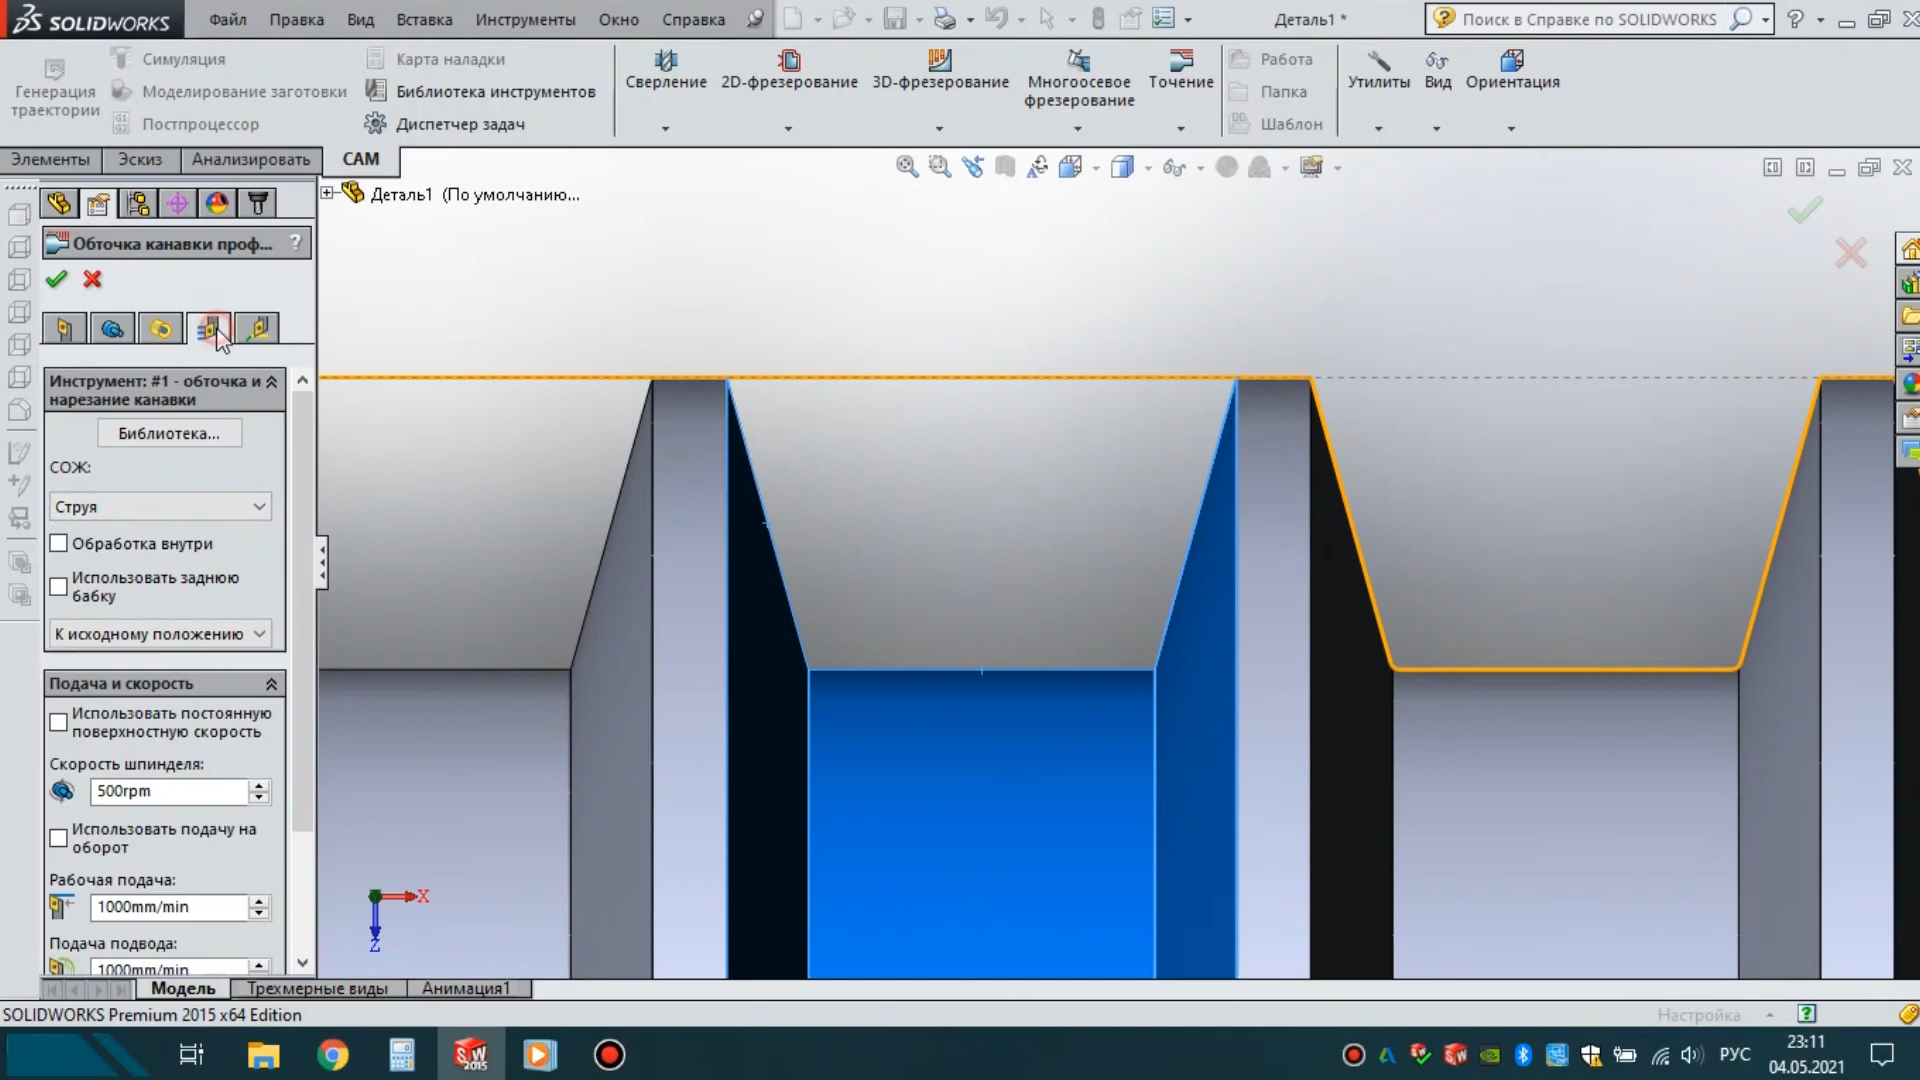 SOLIDWORKS
Файл
Правка
Вид
Вставка
Инструменты
Окно
Справка
Деталь1 *
Поиск в Справке по SOLIDWORKS
Генерация
траектории
Симуляция
Моделирование заготовки
Постпроцессор
Карта наладки
Библиотека инструментов
Диспетчер задач
Сверление
2D-фрезерование
3D-фрезерование
Многоосевое
фрезерование
Точение
Работа
Папка
Шаблон
Утилиты
Вид
Ориентация
Элементы
Эскиз
Анализировать
CAM
Деталь1 (По умолчанию...
Обточка канавки проф...
Инструмент: #1 - обточка и
нарезание канавки
Библиотека...
СОЖ:
Струя
Обработка внутри
Использовать заднюю
бабку
К исходному положению
Подача и скорость
Использовать постоянную
поверхностную скорость
Скорость шпинделя:
500rpm
Использовать подачу на
оборот
Рабочая подача:
1000mm/min
Подача подвода:
1000mm/min
X
Z
Модель
Трехмерные виды
Анимация1
SOLIDWORKS Premium 2015 x64 Edition
Настройка
РУС
23:11
04.05.2021